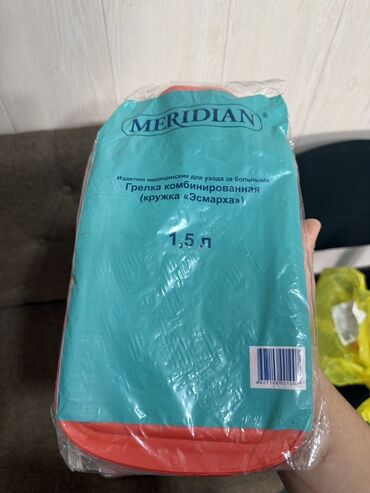 MERIDIAN®
Изделия медицинские для ухода за больными
Грелка комбинированная
(кружка «Эсмарха»)
1,5 л